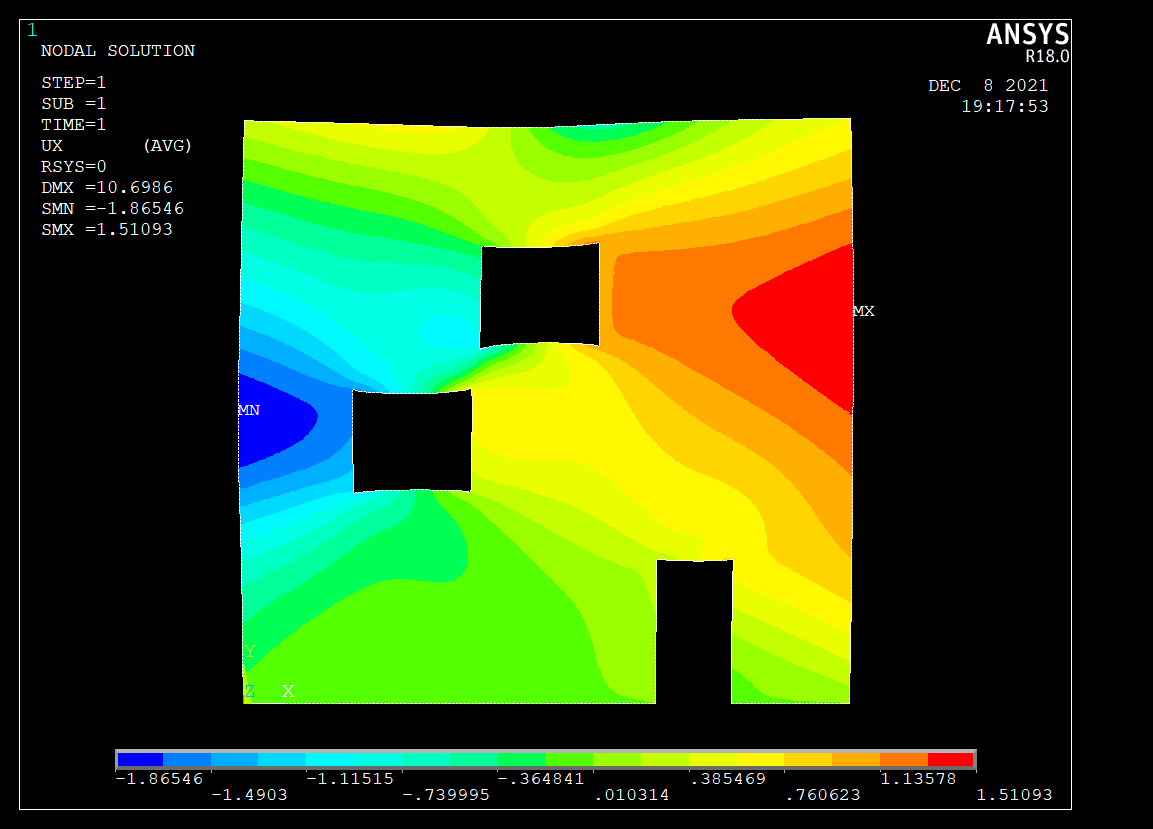 1
NODAL SOLUTION
STEP=1
SUB =1
TIME=1
UX       (AVG)
RSYS=0
DMX =10.6986
SMN =-1.86546
SMX =1.51093
ANSYS
R18.0
DEC  8 2021
19:17:53
MX
MN
Y
Z  X
-1.86546 -1.11515 -.364841 .385469 1.13578
-1.4903 -.739995 .010314 .760623 1.51093